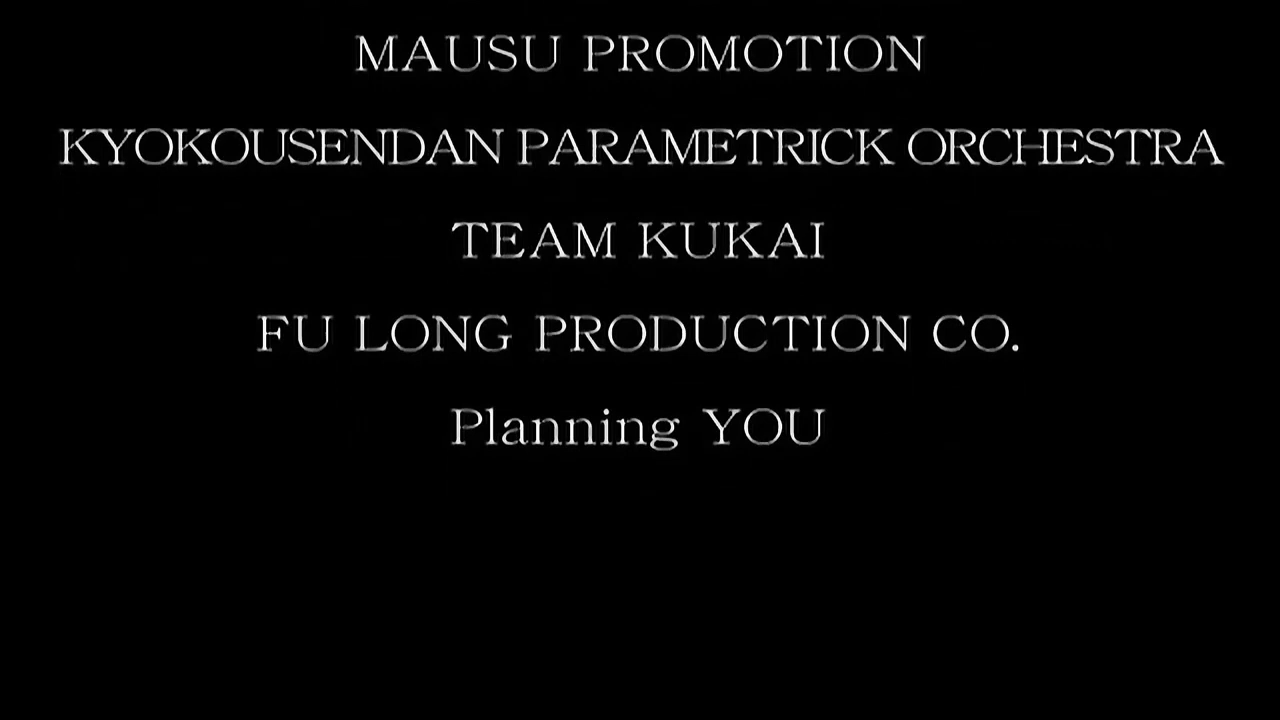 MAUSU PROMOTION
KYOKOUSENDAN PARAMETRICK ORCHESTRA
TEAM KUKAI
FU LONG PRODUCTION CO.
Planning YOU